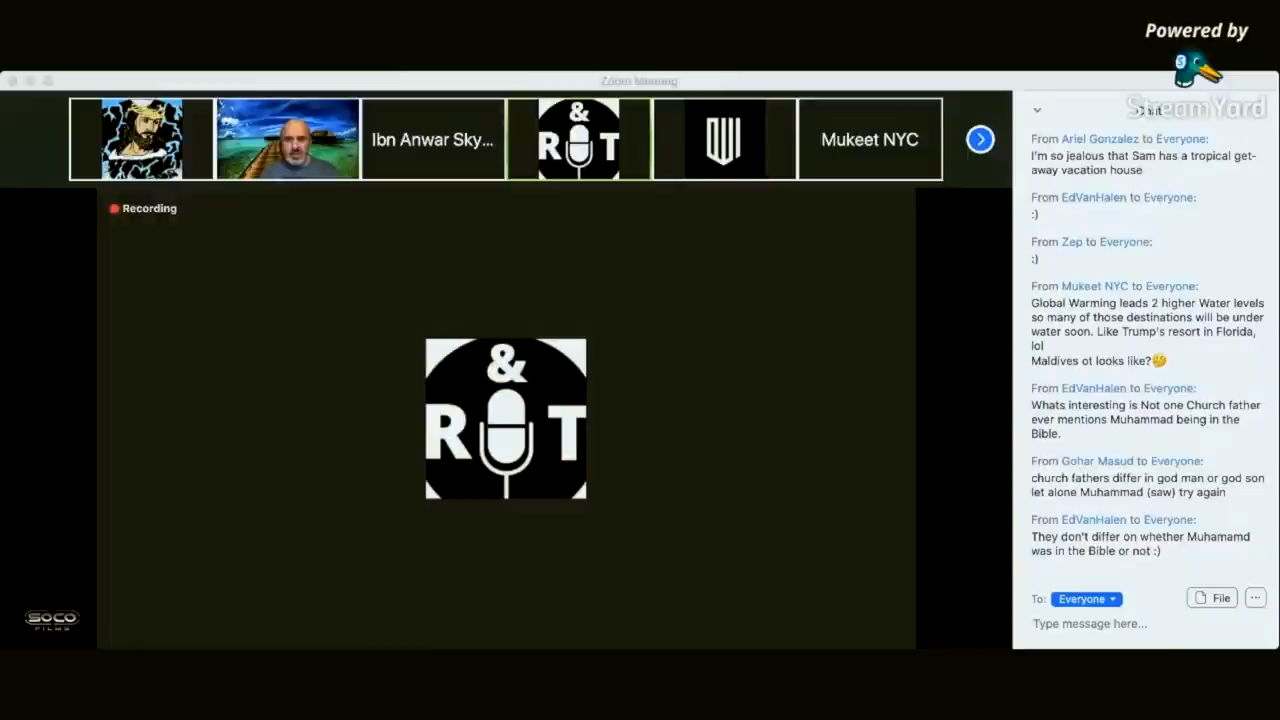 Powered by
StreamYard
Zoom Meeting
&
R T
Ibn Anwar Sky...
Mukeet NYC
Recording
&
R T
SOCO
FILMS
From Ariel Gonzalez to Everyone:
I'm so jealous that Sam has a tropical get-
away vacation house
From EdVanHalen to Everyone:
:)
From Zep to Everyone:
:)
From Mukeet NYC to Everyone:
Global Warming leads 2 higher Water levels
so many of those destinations will be under
water soon. Like Trump's resort in Florida,
lol
Maldives ot looks like?🤔
From EdVanHalen to Everyone:
Whats interesting is Not one Church father
ever mentions Muhammad being in the
Bible.
From Gohar Masud to Everyone:
church fathers differ in god man or god son
let alone Muhammad (saw) try again
From EdVanHalen to Everyone:
They don't differ on whether Muhamamd
was in the Bible or not :)
To: Everyone
File
Type message here...